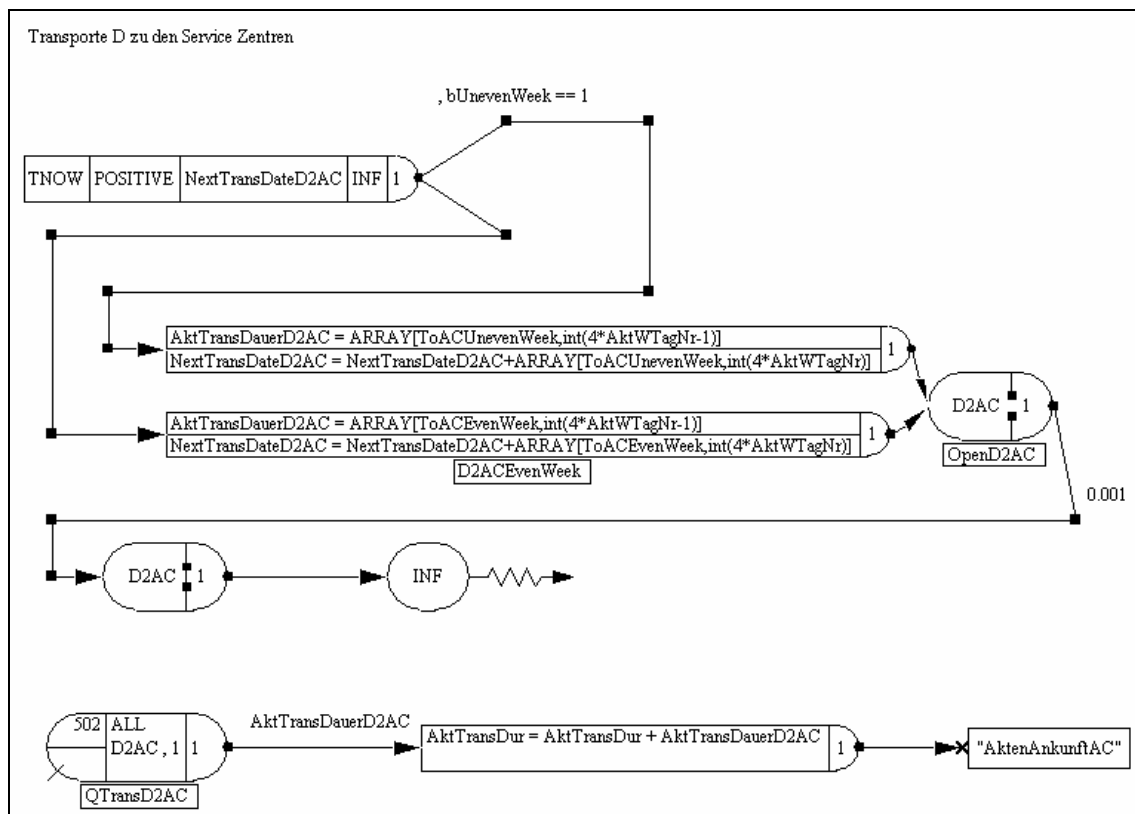 Transporte D zu den Service Zentren
, bUnevenWeek == 1
TNOW POSITIVE NextTransDateD2AC INF 1
AktTransDauerD2AC = ARRAY[ToACUnevenWeek,int(4*AktWTagNr-1)]
NextTransDateD2AC = NextTransDateD2AC+ARRAY[ToACUnevenWeek,int(4*AktWTagNr)]
1
AktTransDauerD2AC = ARRAY[ToACEvenWeek,int(4*AktWTagNr-1)]
NextTransDateD2AC = NextTransDateD2AC+ARRAY[ToACEvenWeek,int(4*AktWTagNr)]
1
D2ACEvenWeek
D2AC 1
OpenD2AC
0.001
D2AC 1
INF
502 ALL
D2AC , 1 1
QTransD2AC
AktTransDauerD2AC
AktTransDur = AktTransDur + AktTransDauerD2AC
1
"AktenAnkunftAC"